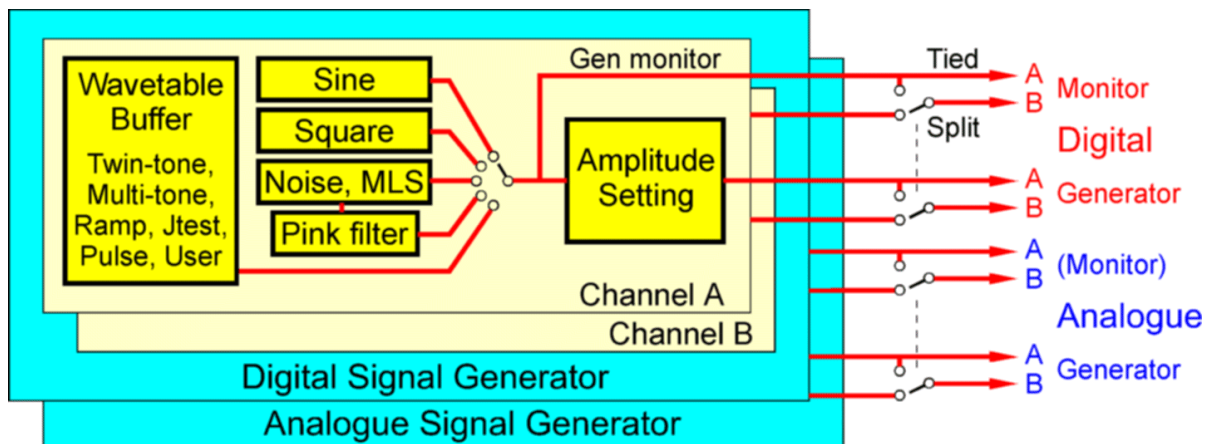 Wavetable
Buffer
Twin-tone,
Multi-tone,
Ramp, Jtest,
Pulse, User
Sine
Square
Noise, MLS
Pink filter
Gen monitor
Amplitude
Setting
Channel A
Channel B
Digital Signal Generator
Analogue Signal Generator
Tied
Split
A
B
Monitor
Digital
A
B
Generator
A
B
(Monitor)
Analogue
A
B
Generator